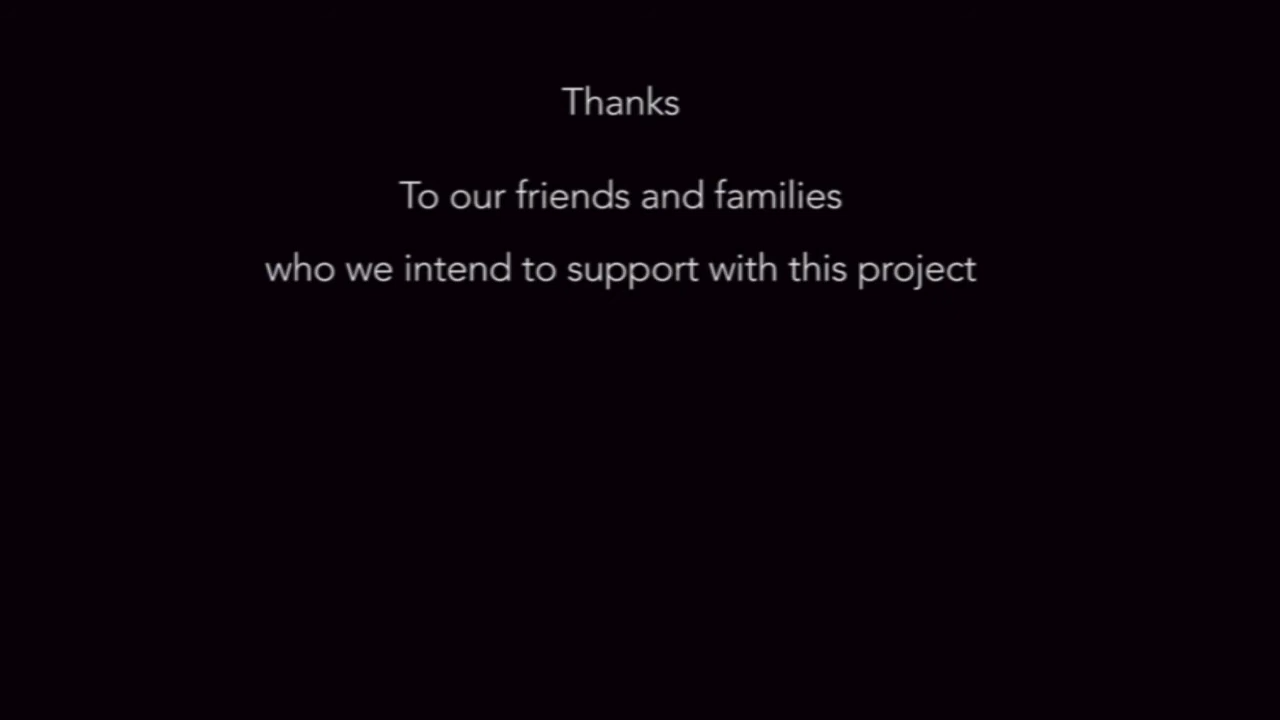 Thanks
To our friends and families
who we intend to support with this project